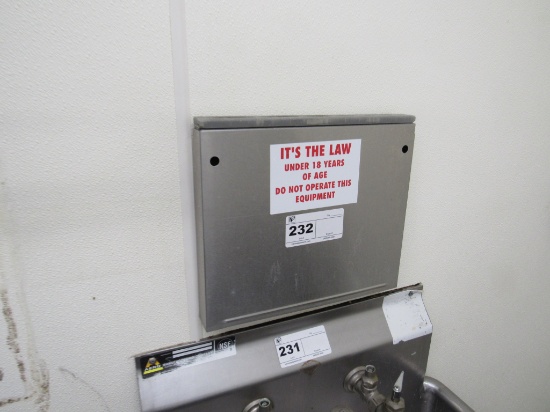 IT'S THE LAW
UNDER 18 YEARS
OF AGE
DO NOT OPERATE THIS
EQUIPMENT
232
NSF
231